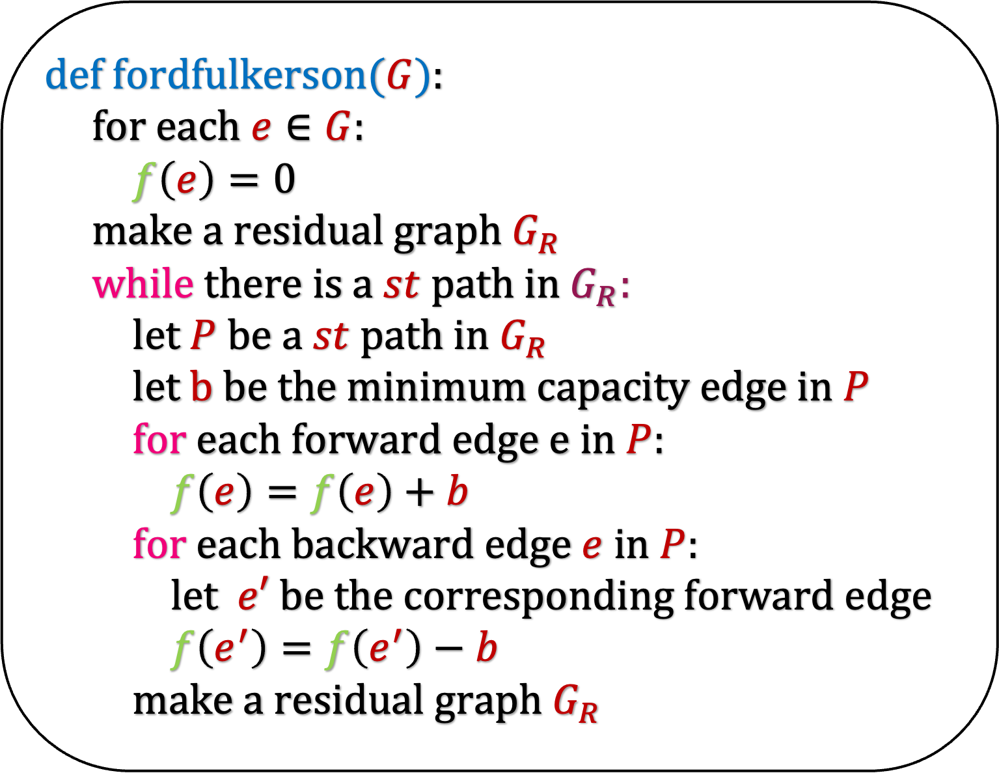 def fordfulkerson(G):
for each e ∈ G:
f(e) = 0
make a residual graph G_R
while there is a st path in G_R:
let P be a st path in G_R
let b be the minimum capacity edge in P
for each forward edge e in P:
f(e) = f(e) + b
for each backward edge e in P:
let e′ be the corresponding forward edge
f(e′) = f(e′) − b
make a residual graph G_R